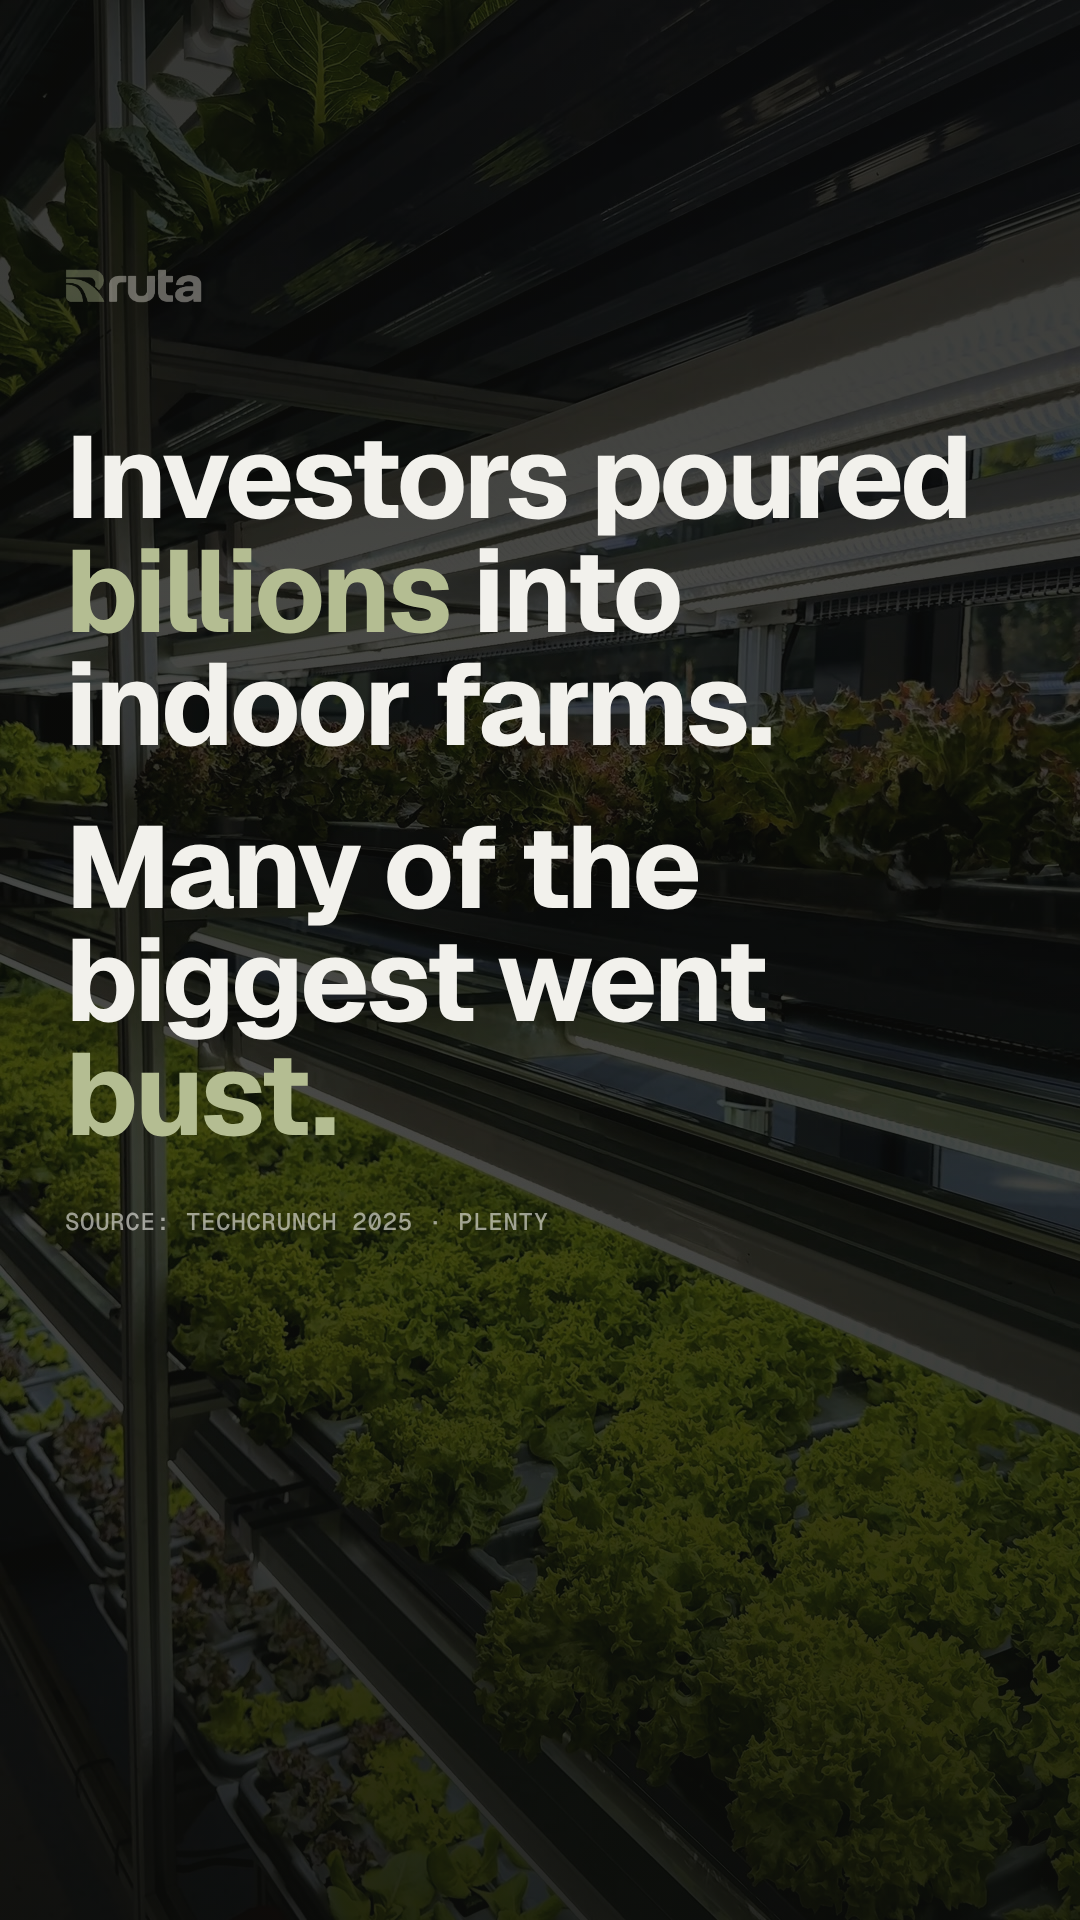 ruta
Investors poured
billions into
indoor farms.
Many of the
biggest went
bust.
SOURCE: TECHCRUNCH 2025 · PLENTY